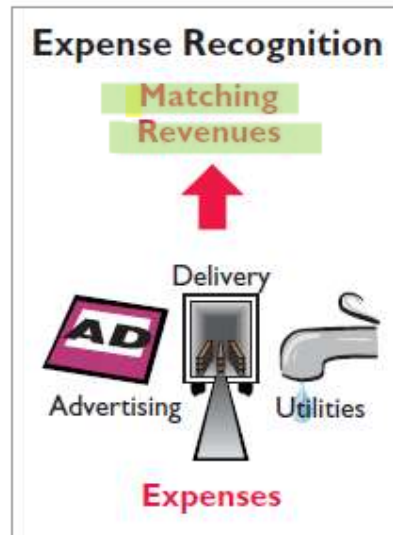 Expense Recognition
Matching
Revenues
Delivery
AD
Advertising
Utilities
Expenses